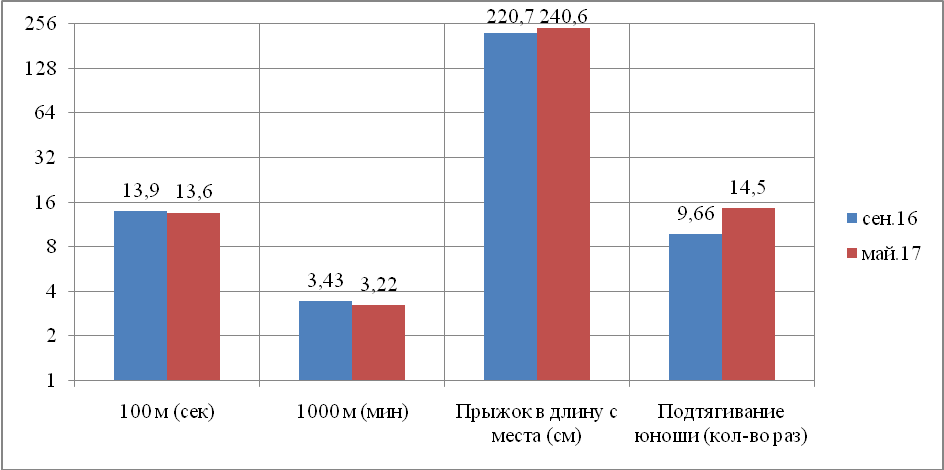 256
128
64
32
16
8
4
2
1
13,9
13,6
3,43
3,22
220,7
240,6
9,66
14,5
100 м (сек)
1000 м (мин)
Прыжок в длину с
места (см)
Подтягивание
юноши (кол-во раз)
сен.16
май.17